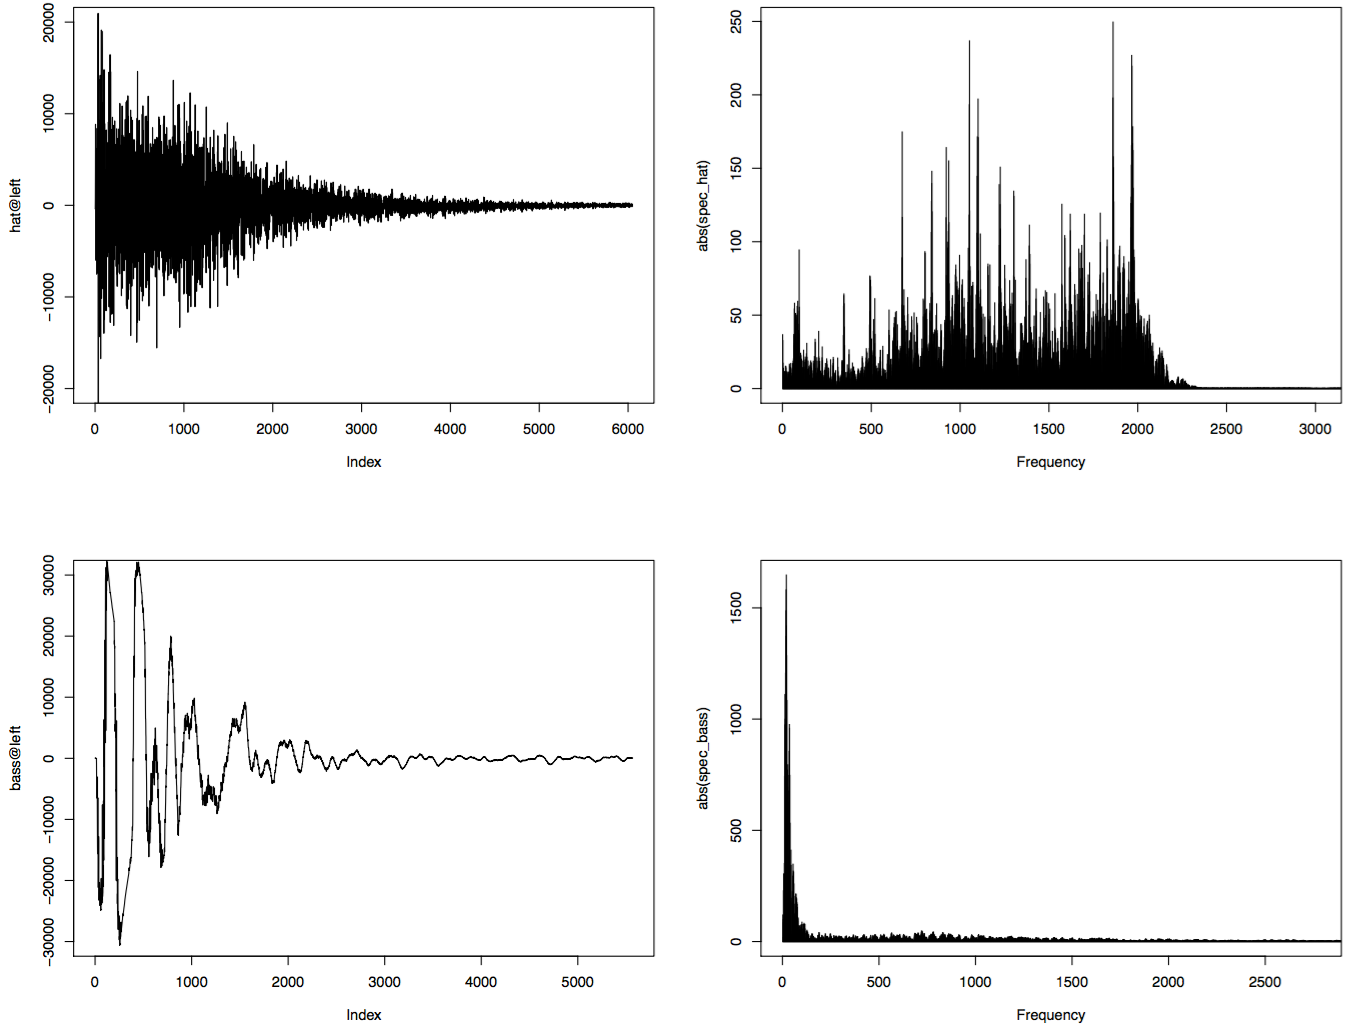 hat@left
20000
10000
0
−10000
−20000
0 1000 2000 3000 4000 5000 6000
Index
abs(spec_hat)
250
200
150
100
50
0
0 500 1000 1500 2000 2500 3000
Frequency
bass@left
30000
20000
10000
0
−10000
−20000
−30000
0 1000 2000 3000 4000 5000
Index
abs(spec_bass)
1500
1000
500
0
0 500 1000 1500 2000 2500
Frequency